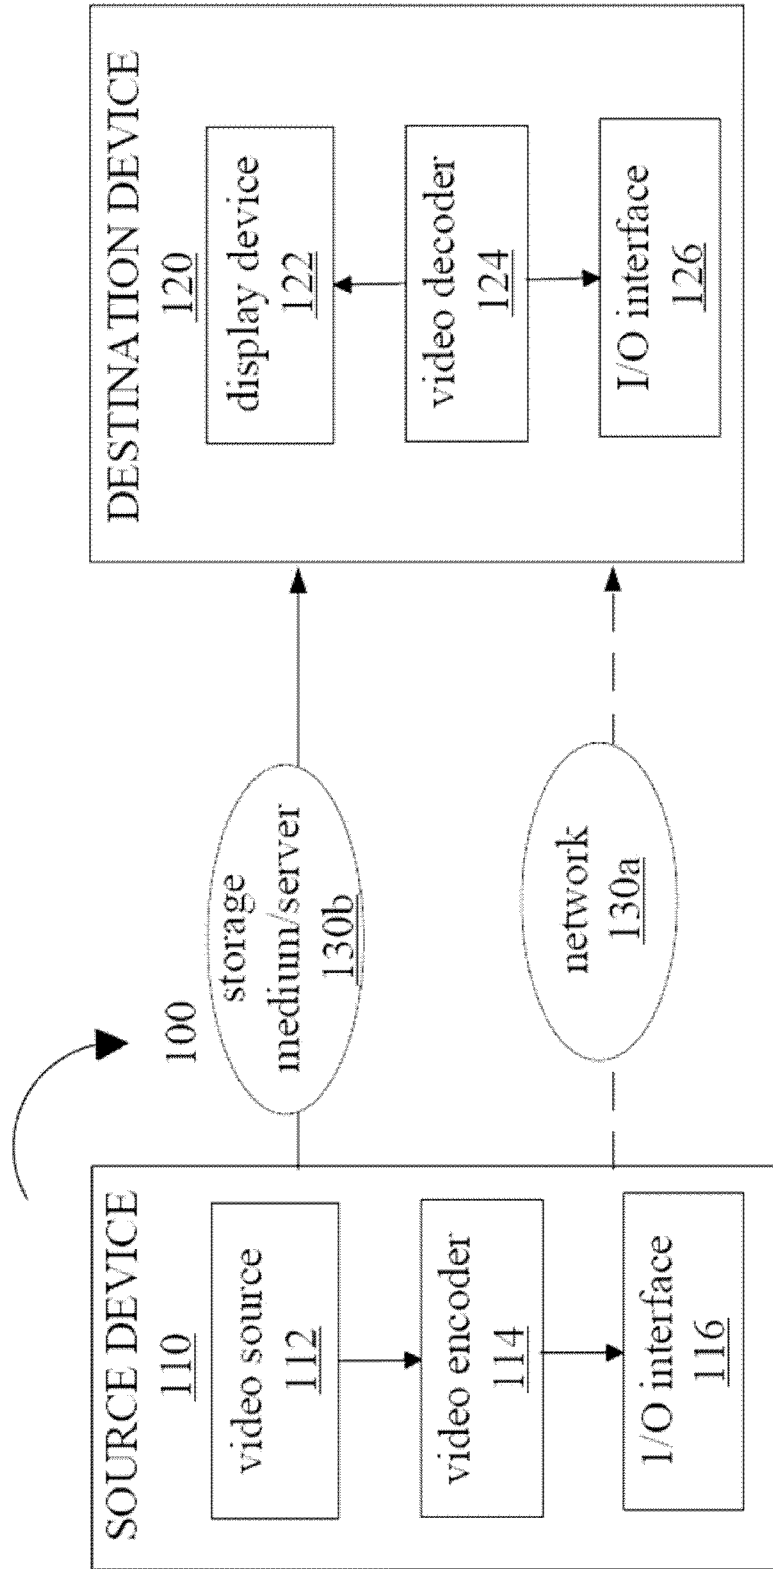 SOURCE DEVICE
110
video source
112
video encoder
114
I/O interface
116
100
storage
medium/server
130b
network
130a
DESTINATION DEVICE
120
display device
122
video decoder
124
I/O interface
126